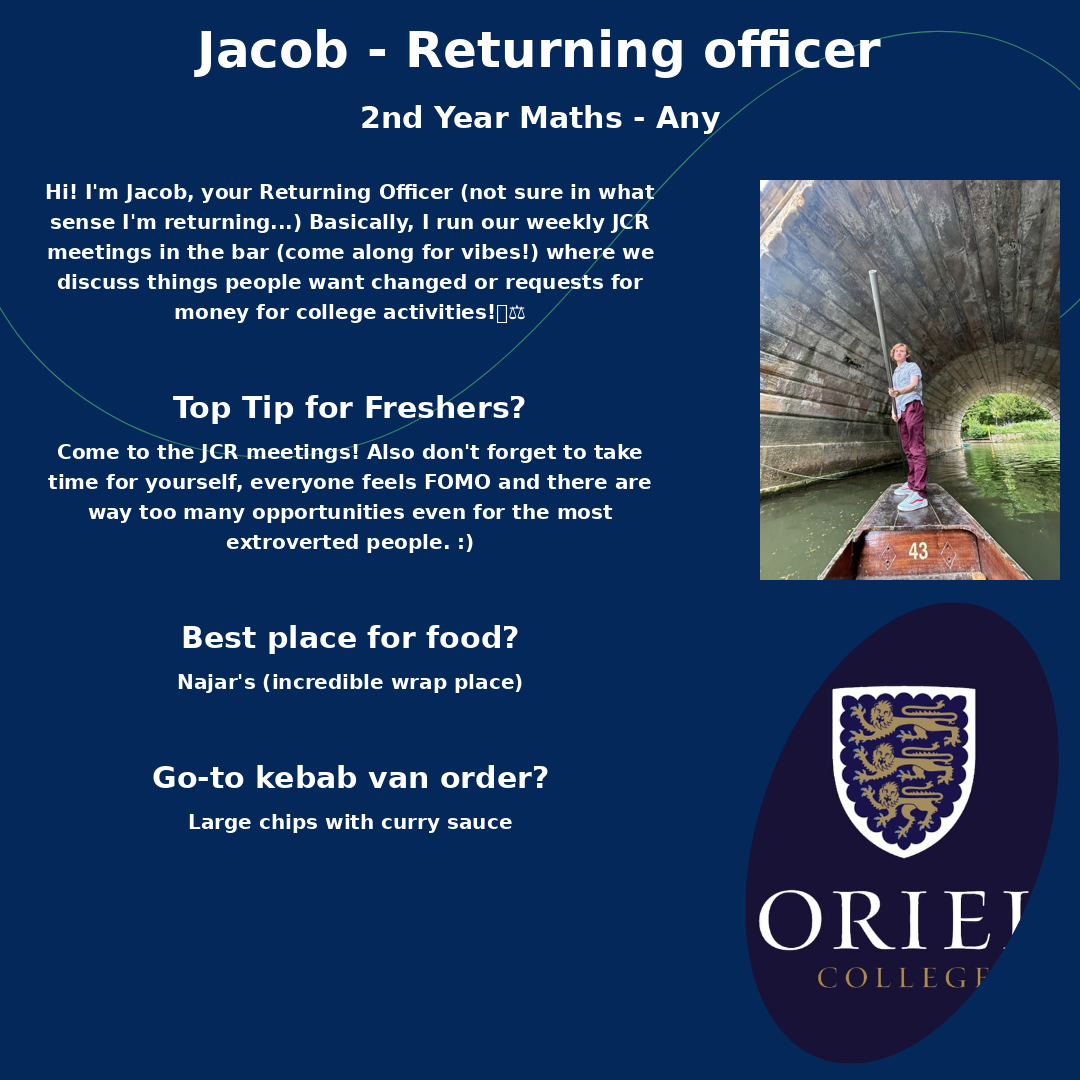 Jacob - Returning officer
2nd Year Maths - Any
Hi! I'm Jacob, your Returning Officer (not sure in what
sense I'm returning...) Basically, I run our weekly JCR
meetings in the bar (come along for vibes!) where we
discuss things people want changed or requests for
money for college activities!▯⚖
Top Tip for Freshers?
Come to the JCR meetings! Also don't forget to take
time for yourself, everyone feels FOMO and there are
way too many opportunities even for the most
extroverted people. :)
Best place for food?
Najar's (incredible wrap place)
Go-to kebab van order?
Large chips with curry sauce
43
ORIEL
COLLEGE